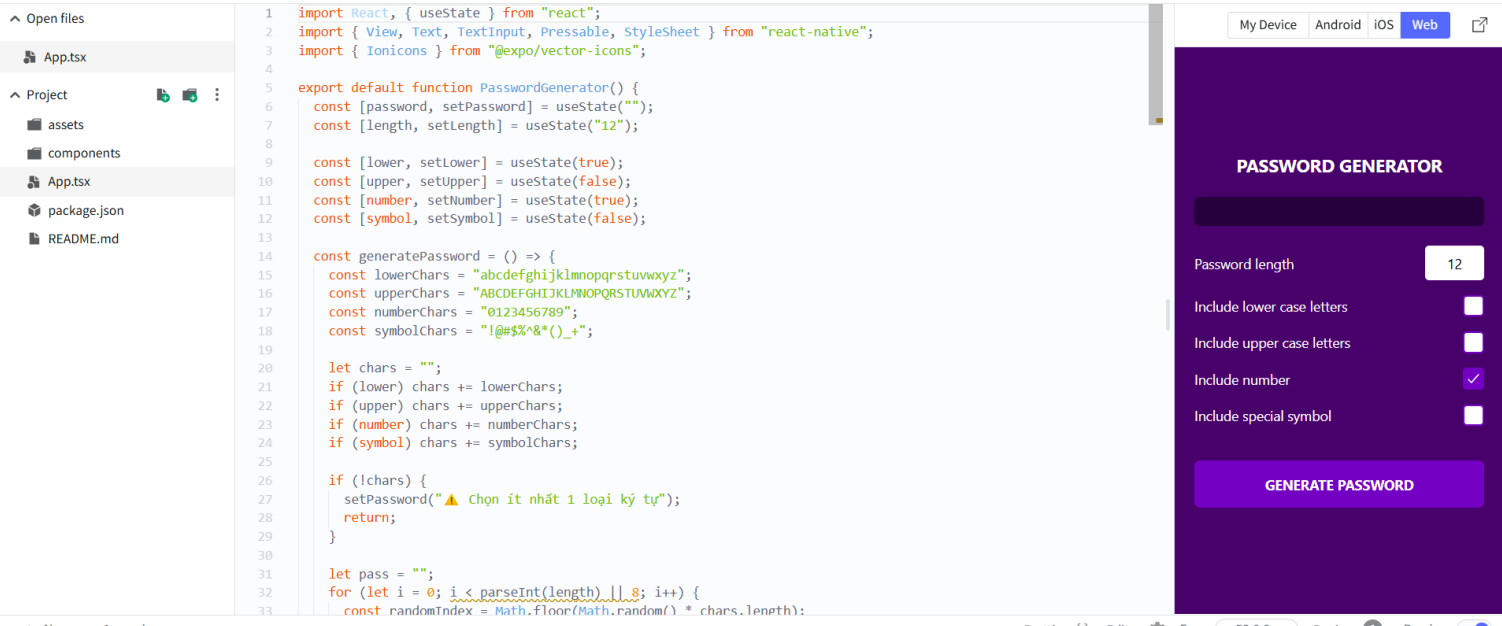 Open files
App.tsx
Project
assets
components
App.tsx
package.json
README.md
1 import React, { useState } from "react";
2 import { View, Text, TextInput, Pressable, StyleSheet } from "react-native";
3 import { Ionicons } from "@expo/vector-icons";
4
5 export default function PasswordGenerator() {
6 const [password, setPassword] = useState("");
7 const [length, setLength] = useState("12");
8
9 const [lower, setLower] = useState(true);
10 const [upper, setUpper] = useState(false);
11 const [number, setNumber] = useState(true);
12 const [symbol, setSymbol] = useState(false);
13
14 const generatePassword = () => {
15 const lowerChars = "abcdefghijklmnopqrstuvwxyz";
16 const upperChars = "ABCDEFGHIJKLMNOPQRSTUVWXYZ";
17 const numberChars = "0123456789";
18 const symbolChars = "!@#$%^&*()_+";
19
20 let chars = "";
21 if (lower) chars += lowerChars;
22 if (upper) chars += upperChars;
23 if (number) chars += numberChars;
24 if (symbol) chars += symbolChars;
25
26 if (!chars) {
27 setPassword("⚠️ Chọn ít nhất 1 loại ký tự");
28 return;
29 }
30
31 let pass = "";
32 for (let i = 0; i < parseInt(length) || 8; i++) {
33 const randomIndex = Math.floor(Math.random() * chars.length);
My Device Android iOS Web
PASSWORD GENERATOR
Password length 12
Include lower case letters
Include upper case letters
Include number
Include special symbol
GENERATE PASSWORD